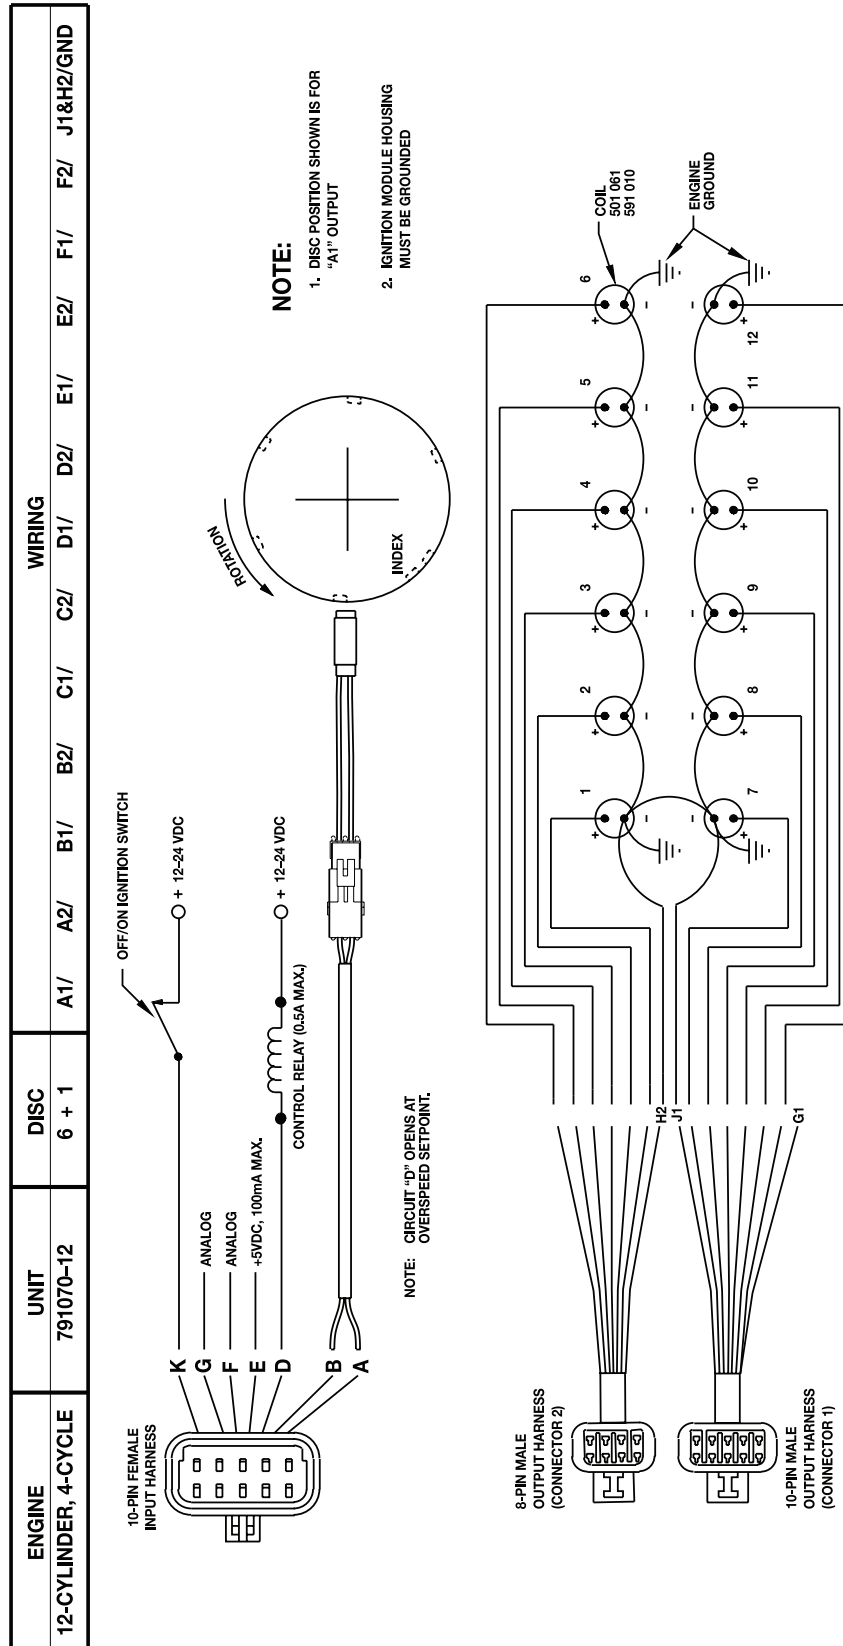 ENGINE
UNIT
DISC
WIRING
12-CYLINDER, 4-CYCLE
791070–12
6 + 1
A1/ A2/ B1/ B2/ C1/ C2/ D1/ D2/ E1/ E2/ F1/ F2/ J1&H2/GND
10-PIN FEMALE
INPUT HARNESS
K
G
F
E
D
B
A
ANALOG
ANALOG
+5VDC, 100mA MAX.
OFF/ON IGNITION SWITCH
+ 12–24 VDC
+ 12–24 VDC
CONTROL RELAY (0.5A MAX.)
NOTE: CIRCUIT "D" OPENS AT
OVERSPEED SETPOINT.
ROTATION
INDEX
NOTE:
1. DISC POSITION SHOWN IS FOR
"A1" OUTPUT
2. IGNITION MODULE HOUSING
MUST BE GROUNDED
8-PIN MALE
OUTPUT HARNESS
(CONNECTOR 2)
10-PIN MALE
OUTPUT HARNESS
(CONNECTOR 1)
H2
J1
G1
1 2 3 4 5 6
+ + + + + +
– – – – – –
– – – – – –
+ + + + + +
7 8 9 10 11 12
COIL
501 061
591 010
ENGINE
GROUND